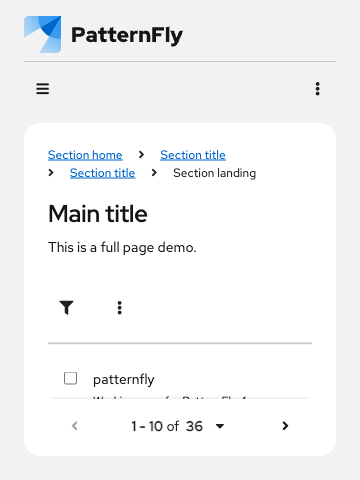 PatternFly
Section home
Section title
Section title
Section landing
Main title
This is a full page demo.
patternfly
1 - 10 of 36